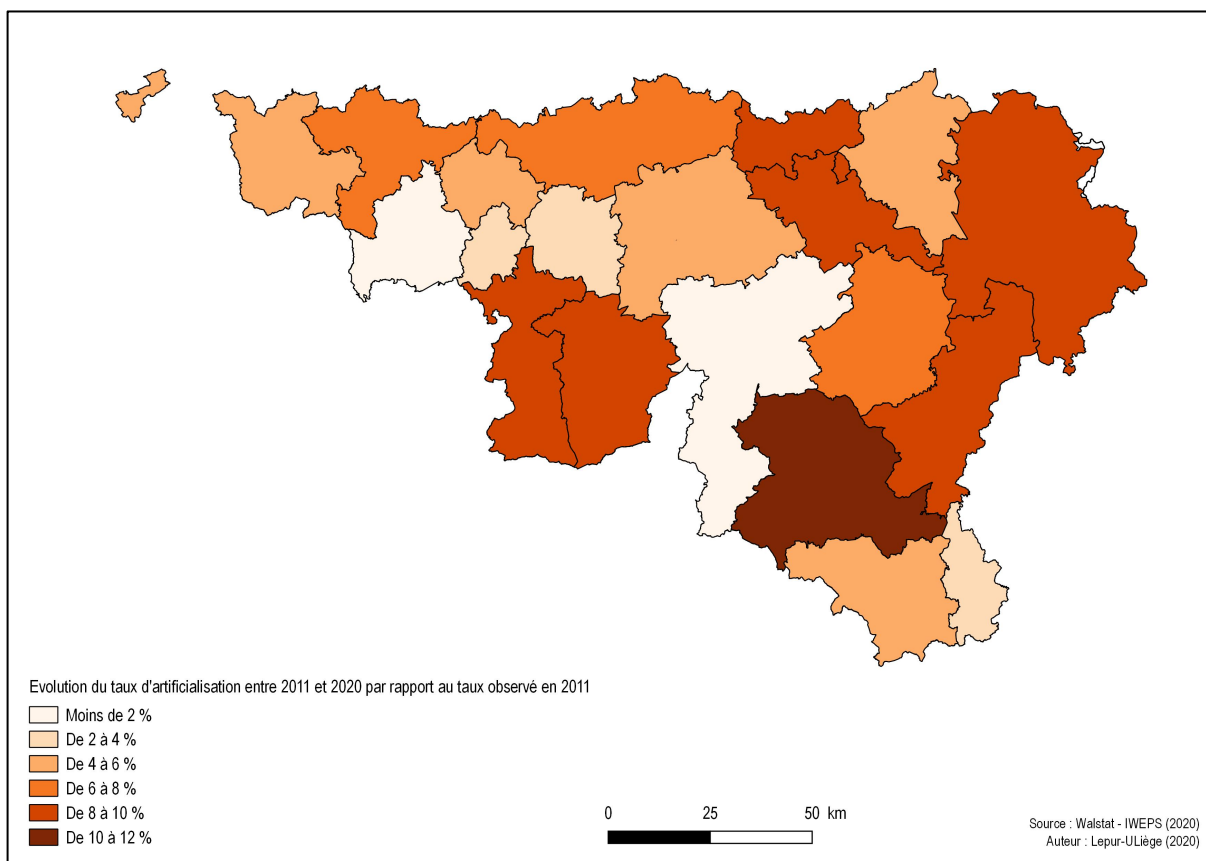 Evolution du taux d'artificialisation entre 2011 et 2020 par rapport au taux observé en 2011
Moins de 2 %
De 2 à 4 %
De 4 à 6 %
De 6 à 8 %
De 8 à 10 %
De 10 à 12 %
0 25 50 km
Source : Walstat - IWEPS (2020)
Auteur : Lepur-ULiège (2020)